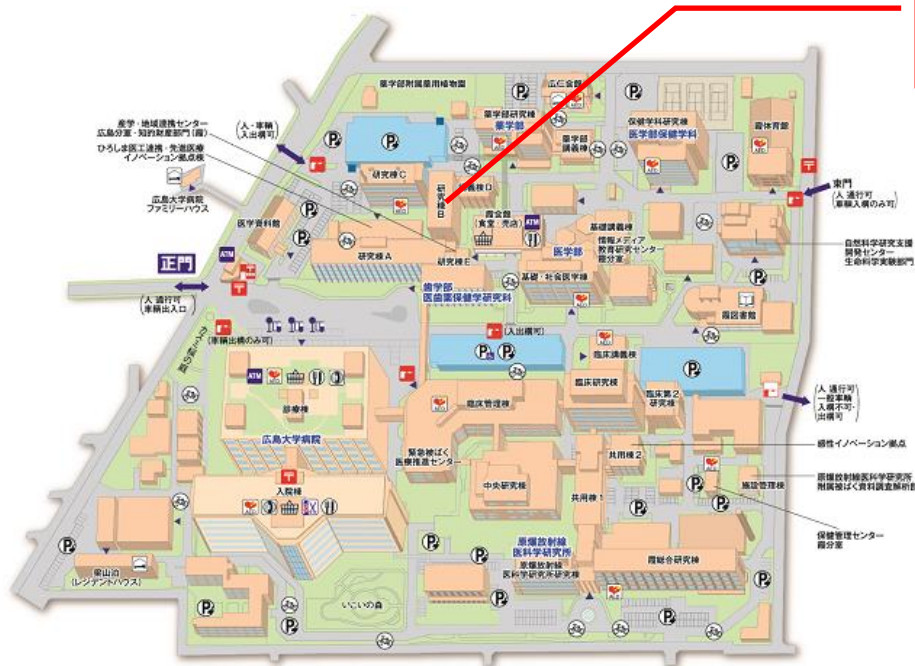 薬学部附属薬用植物園
広仁会館
産学・地域連携センター
広島分室・知的財産部門(霞)
ひろしま医工連携・先進医療
イノベーション拠点棟
(人・車輌
入出構可)
薬学部研究棟
薬学部
薬学部
講義棟
保健学科研究棟
医学部保健学科
霞体育館
広島大学病院
ファミリーハウス
研究棟C
研究棟B
医学資料館
霞会館
(食堂・売店)
ATM
東門
(人 通行可
車輌入構のみ可)
ATM
研究棟A
研究棟E
医学部
基礎講義棟
情報メディア
教育研究センター
霞分室
自然科学研究支援
開発センター
生命科学実験部門
正門
(人 通行可
車輌出入口)
歯学部
医歯薬保健学研究科
基礎・社会医学棟
霞図書館
(車輌出構のみ可)
(入出構可)
臨床講義棟
ATM
診療棟
臨床管理棟
臨床研究棟
臨床第2
研究棟
(人 通行可
一般車輌
入構不可・
出構可)
広島大学病院
緊急被ばく
医療推進センター
共用棟2
感性イノベーション拠点
入院棟
中央研究棟
共用棟1
施設管理棟
原爆放射線医科学研究所
保健管理センター
霞分室
原爆放射線
医科学研究所
原爆放射線
医科学研究所研究棟
霞総合研究棟
(レジデントハウス)
いこいの森